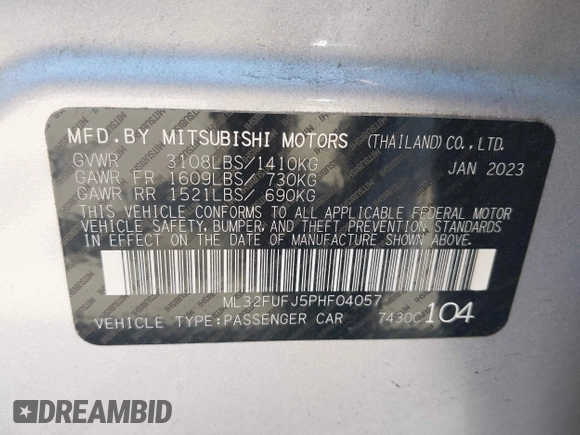 MFD.BY MITSUBISHI MOTORS (THAILAND)CO.,LTD.
GVWR 3108LBS/1410KG JAN 2023
GAWR FR 1609LBS/ 730KG
GAWR RR 1521LBS/ 690KG
THIS VEHICLE CONFORMS TO ALL APPLICABLE FEDERAL MOTOR
VEHICLE SAFETY,BUMPER,AND THEFT PREVENTION STANDARDS
IN EFFECT ON THE DATE OF MANUFACTURE SHOWN ABOVE.
ML32FUFJ5PHF04057
VEHICLE TYPE:PASSENGER CAR 7430C104
DREAMBID